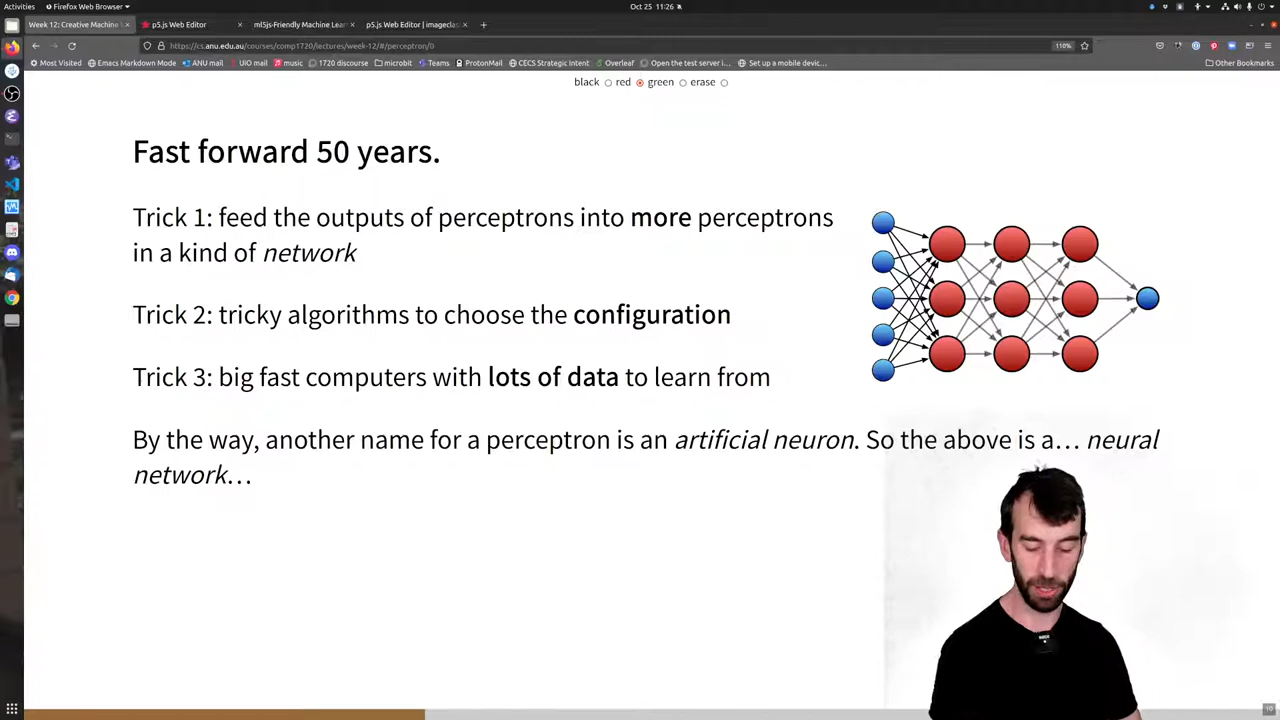 Activities
Firefox Web Browser
Oct 25 11:26
Week 12: Creative Machine
p5.js Web Editor
ml5js·Friendly Machine Lear
p5.js Web Editor | imageclas
https://cs.anu.edu.au/courses/comp1720/lectures/week-12/#/perceptron/0
110%
Most Visited
Emacs Markdown Mode
ANU mail
UiO mail
music
1720 discourse
microbit
Teams
ProtonMail
CECS Strategic Intent
Overleaf
Open the test server i…
Set up a mobile devic…
Other Bookmarks
black red green erase
Fast forward 50 years.
Trick 1: feed the outputs of perceptrons into more perceptrons
in a kind of network
Trick 2: tricky algorithms to choose the configuration
Trick 3: big fast computers with lots of data to learn from
By the way, another name for a perceptron is an artificial neuron. So the above is a… neural
network…
10